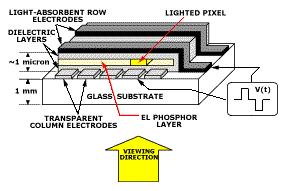 LIGHT-ABSORBENT ROW
ELECTRODES
LIGHTED PIXEL
DIELECTRIC
LAYERS
~1 micron
1 mm
V(t)
GLASS SUBSTRATE
TRANSPARENT
COLUMN ELECTRODES
EL PHOSPHOR
LAYER
VIEWING
DIRECTION